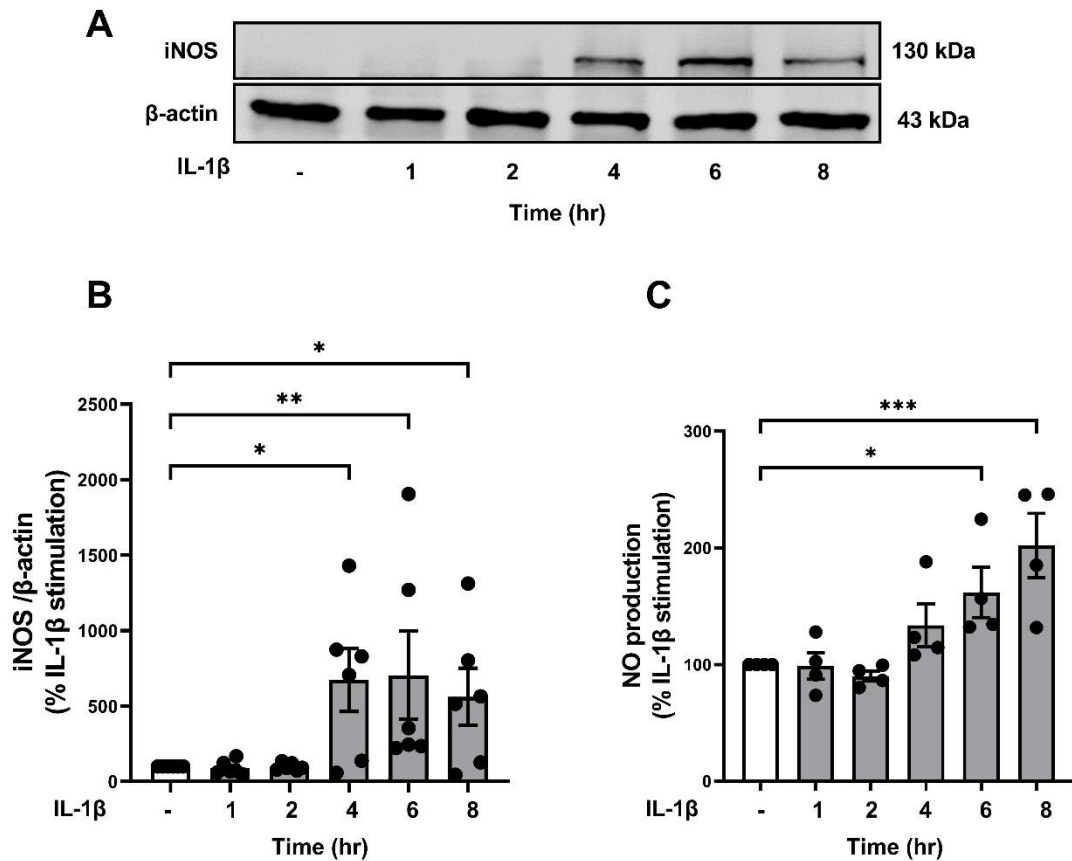 A
iNOS
130 kDa
β-actin
43 kDa
IL-1β - 1 2 4 6 8
Time (hr)
B
*
**
*
2500
2000
1500
1000
500
0
iNOS /β-actin
(% IL-1β stimulation)
IL-1β - 1 2 4 6 8
Time (hr)
C
***
*
300
200
100
0
NO production
(% IL-1β stimulation)
IL-1β - 1 2 4 6 8
Time (hr)